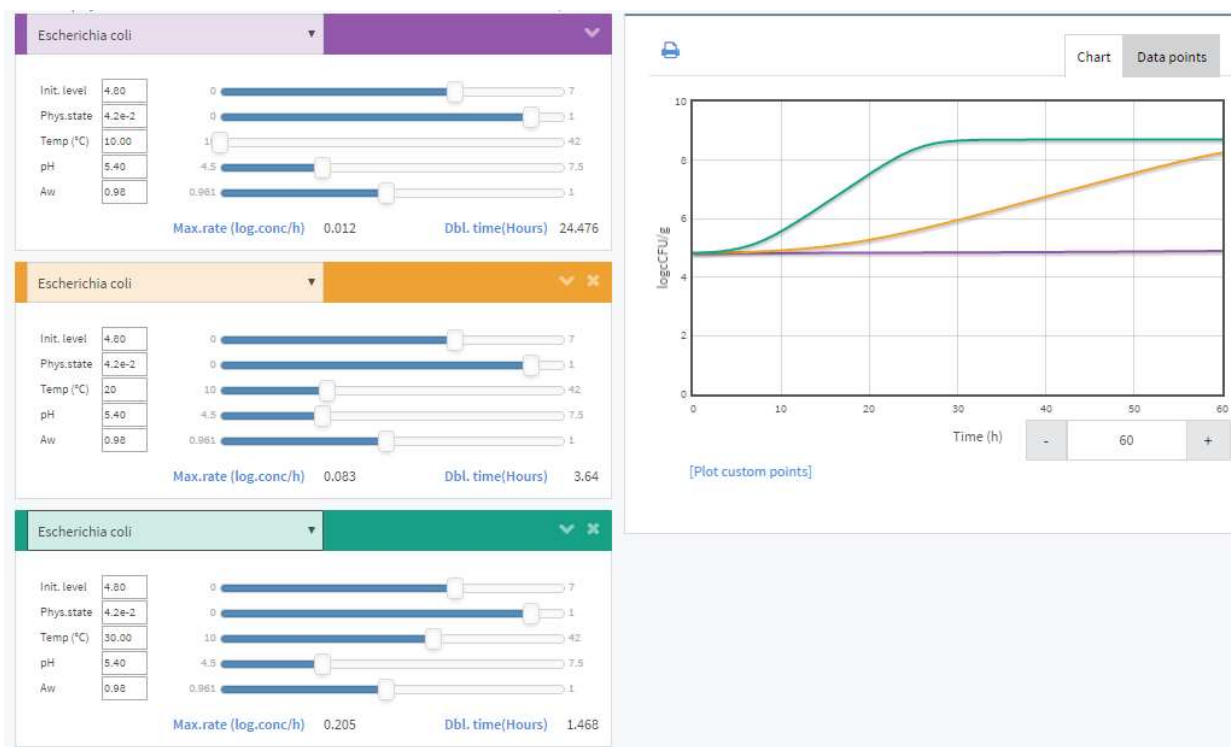 Escherichia coli
Init. level 4.80 0 7
Phys.state 4.2e-2 0 1
Temp (°C) 10.00 42
pH 5.40 4.5 7.5
Aw 0.98 0.961 1
Max.rate (log.conc/h) 0.012 Dbl. time(Hours) 24.476
Escherichia coli
Init. level 4.80 0 7
Phys.state 4.2e-2 0 1
Temp (°C) 20 10 42
pH 5.40 4.5 7.5
Aw 0.98 0.961 1
Max.rate (log.conc/h) 0.083 Dbl. time(Hours) 3.64
Escherichia coli
Init. level 4.80 0 7
Phys.state 4.2e-2 0 1
Temp (°C) 30.00 10 42
pH 5.40 4.5 7.5
Aw 0.98 0.961 1
Max.rate (log.conc/h) 0.205 Dbl. time(Hours) 1.468
Chart Data points
10
8
6
4
2
0
logcCFU/g
0 10 20 30 40 50 60
Time (h) - 60 +
[Plot custom points]